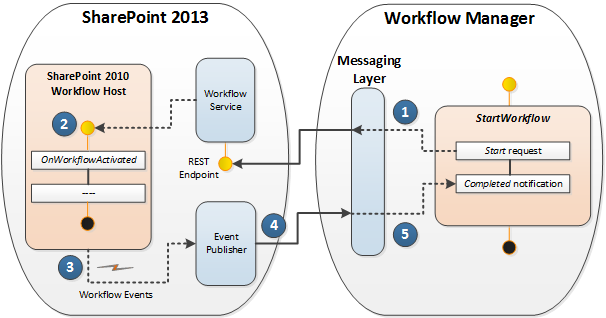 SharePoint 2013
Workflow Manager
SharePoint 2010
Workflow Host
2
OnWorkflowActivated
----
3
Workflow Events
Workflow
Service
REST
Endpoint
Event
Publisher
4
Messaging
Layer
1
5
StartWorkflow
Start request
Completed notification